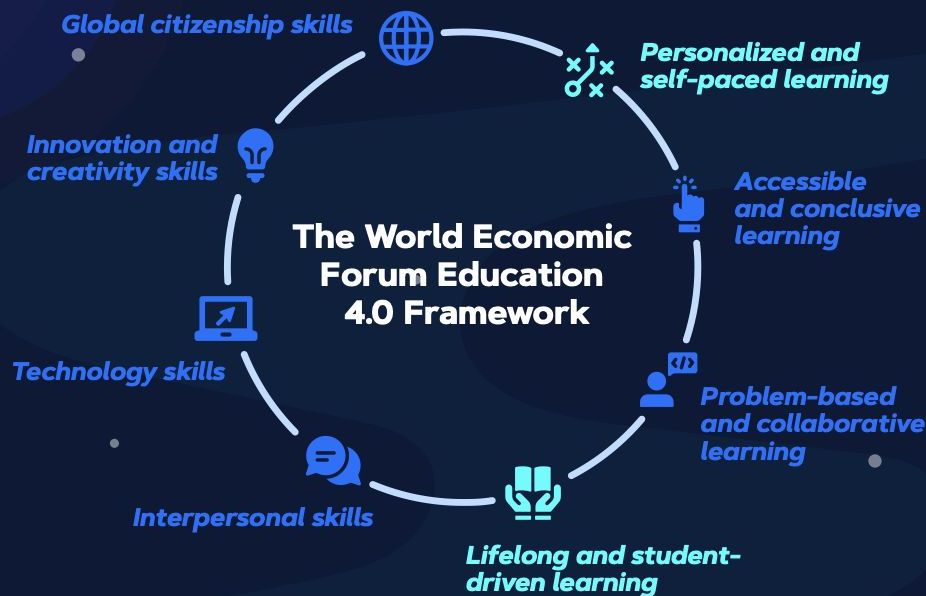 Global citizenship skills
Personalized and
self-paced learning
Innovation and
creativity skills
Accessible
and conclusive
learning
The World Economic
Forum Education
4.0 Framework
Technology skills
Problem-based
and collaborative
learning
Interpersonal skills
Lifelong and student-
driven learning